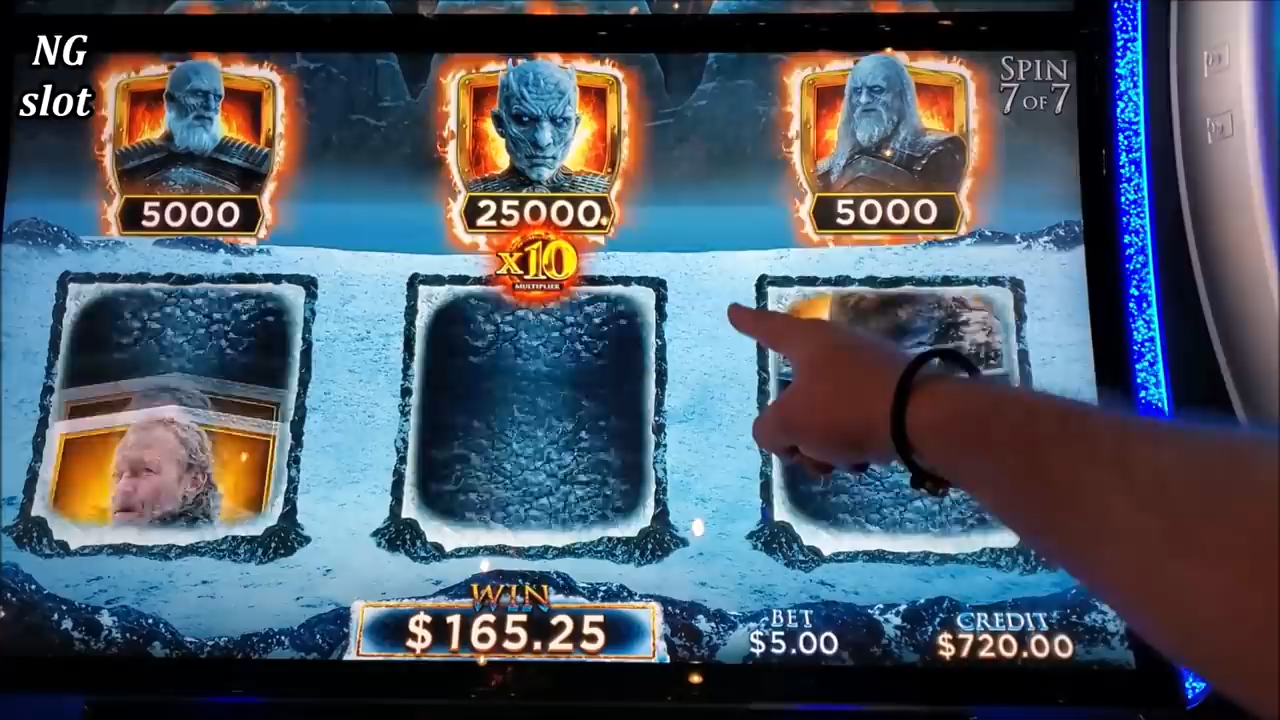 NG
slot
SPIN
7 OF 7
5000
25000
5000
x10
MULTIPLIER
WIN
$165.25
BET
$5.00
CREDIT
$720.00